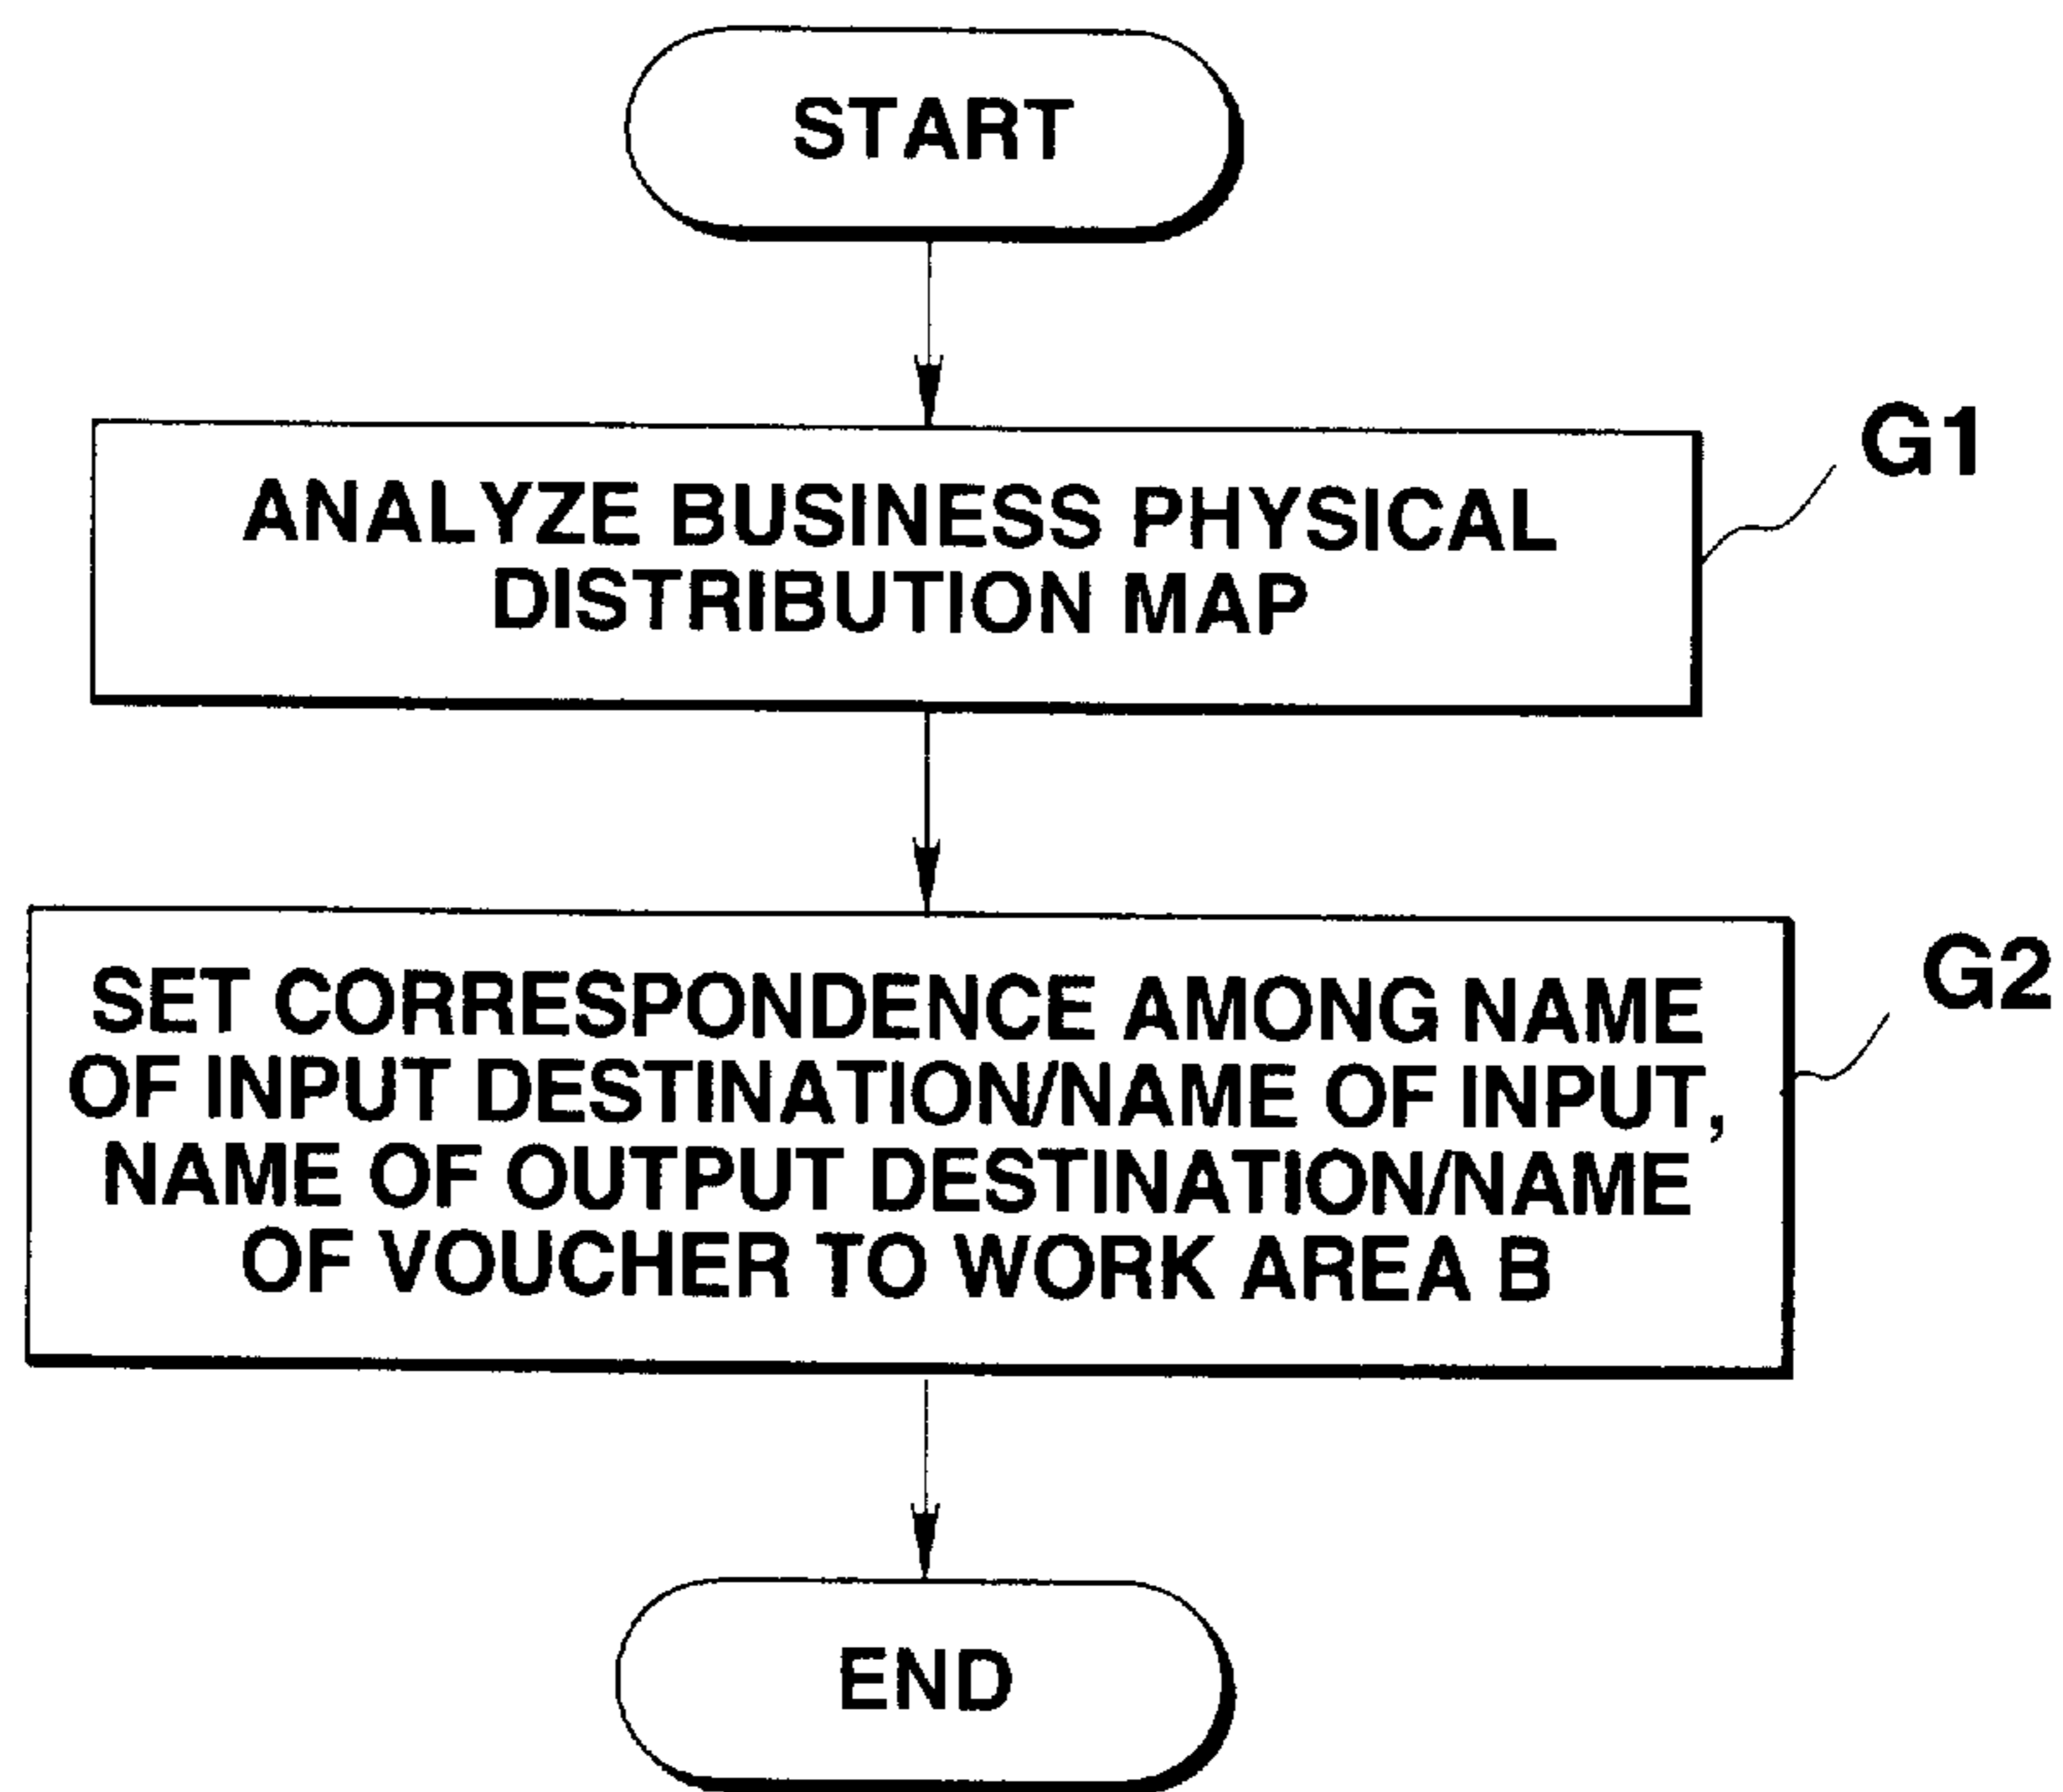 START
G1
ANALYZE BUSINESS PHYSICAL
DISTRIBUTION MAP
G2
SET CORRESPONDENCE AMONG NAME
OF INPUT DESTINATION/NAME OF INPUT,
NAME OF OUTPUT DESTINATION/NAME
OF VOUCHER TO WORK AREA B
END